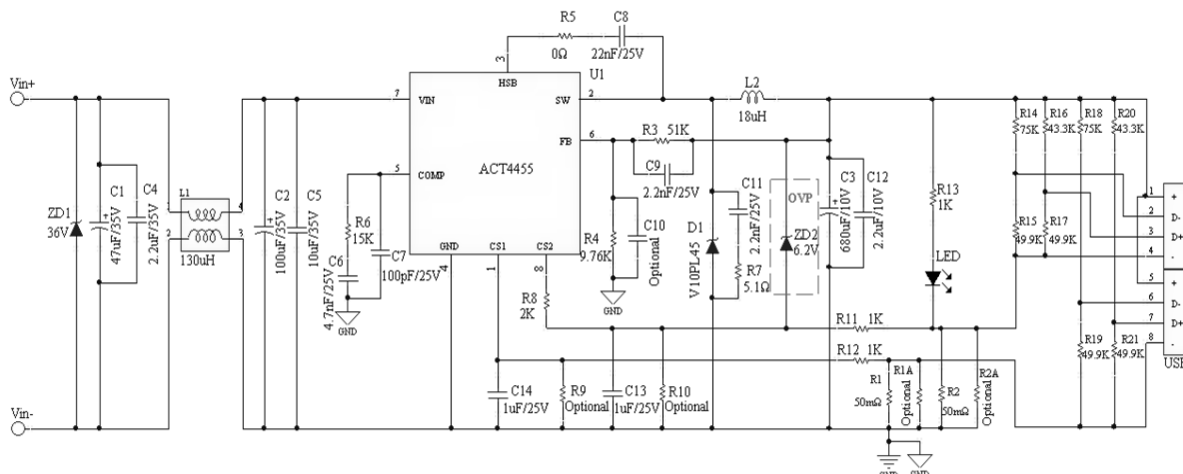 R5
C8
0Ω
22nF/25V
3
HSB
U1
Vin+
7
VIN
SW
2
L2
18uH
6
FB
R3 51K
C9
2.2nF/25V
ACT4455
5
COMP
R14
75K
R16
43.3K
R18
75K
R20
43.3K
ZD1
36V
C1
47uF/35V
C4
2.2uF/35V
L1
1
4
2
3
130uH
C2
100uF/35V
C5
10uF/35V
R6
15K
C6
4.7nF/25V
C7
100pF/25V
GND
GND
CS1
CS2
4
1
8
R8
2K
R4
9.76K
C10
Optional
GND
D1
V10PL45
C11
2.2nF/25V
R7
5.1Ω
OVP
ZD2
6.2V
C3
680uF/10V
C12
2.2uF/10V
R13
1K
LED
R15
49.9K
R17
49.9K
1
+
2
D-
3
D+
4
-
5
+
6
D-
7
D+
8
-
USB
R11 1K
R12 1K
R19
49.9K
R21
49.9K
C14
1uF/25V
R9
Optional
C13
1uF/25V
R10
Optional
R1
50mΩ
R1A
Optional
R2
50mΩ
R2A
Optional
Vin-
GND
GND